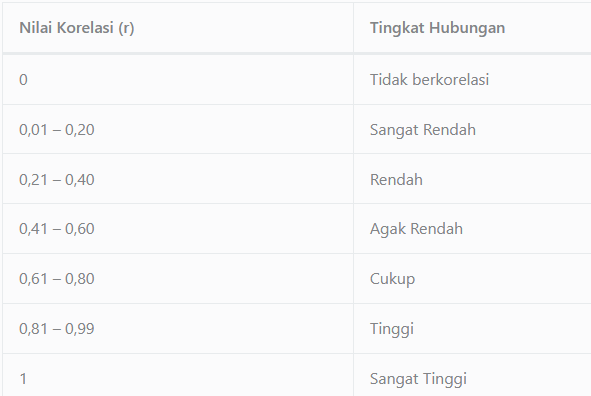 Nilai Korelasi (r) Tingkat Hubungan
0 Tidak berkorelasi
0,01 – 0,20 Sangat Rendah
0,21 – 0,40 Rendah
0,41 – 0,60 Agak Rendah
0,61 – 0,80 Cukup
0,81 – 0,99 Tinggi
1 Sangat Tinggi